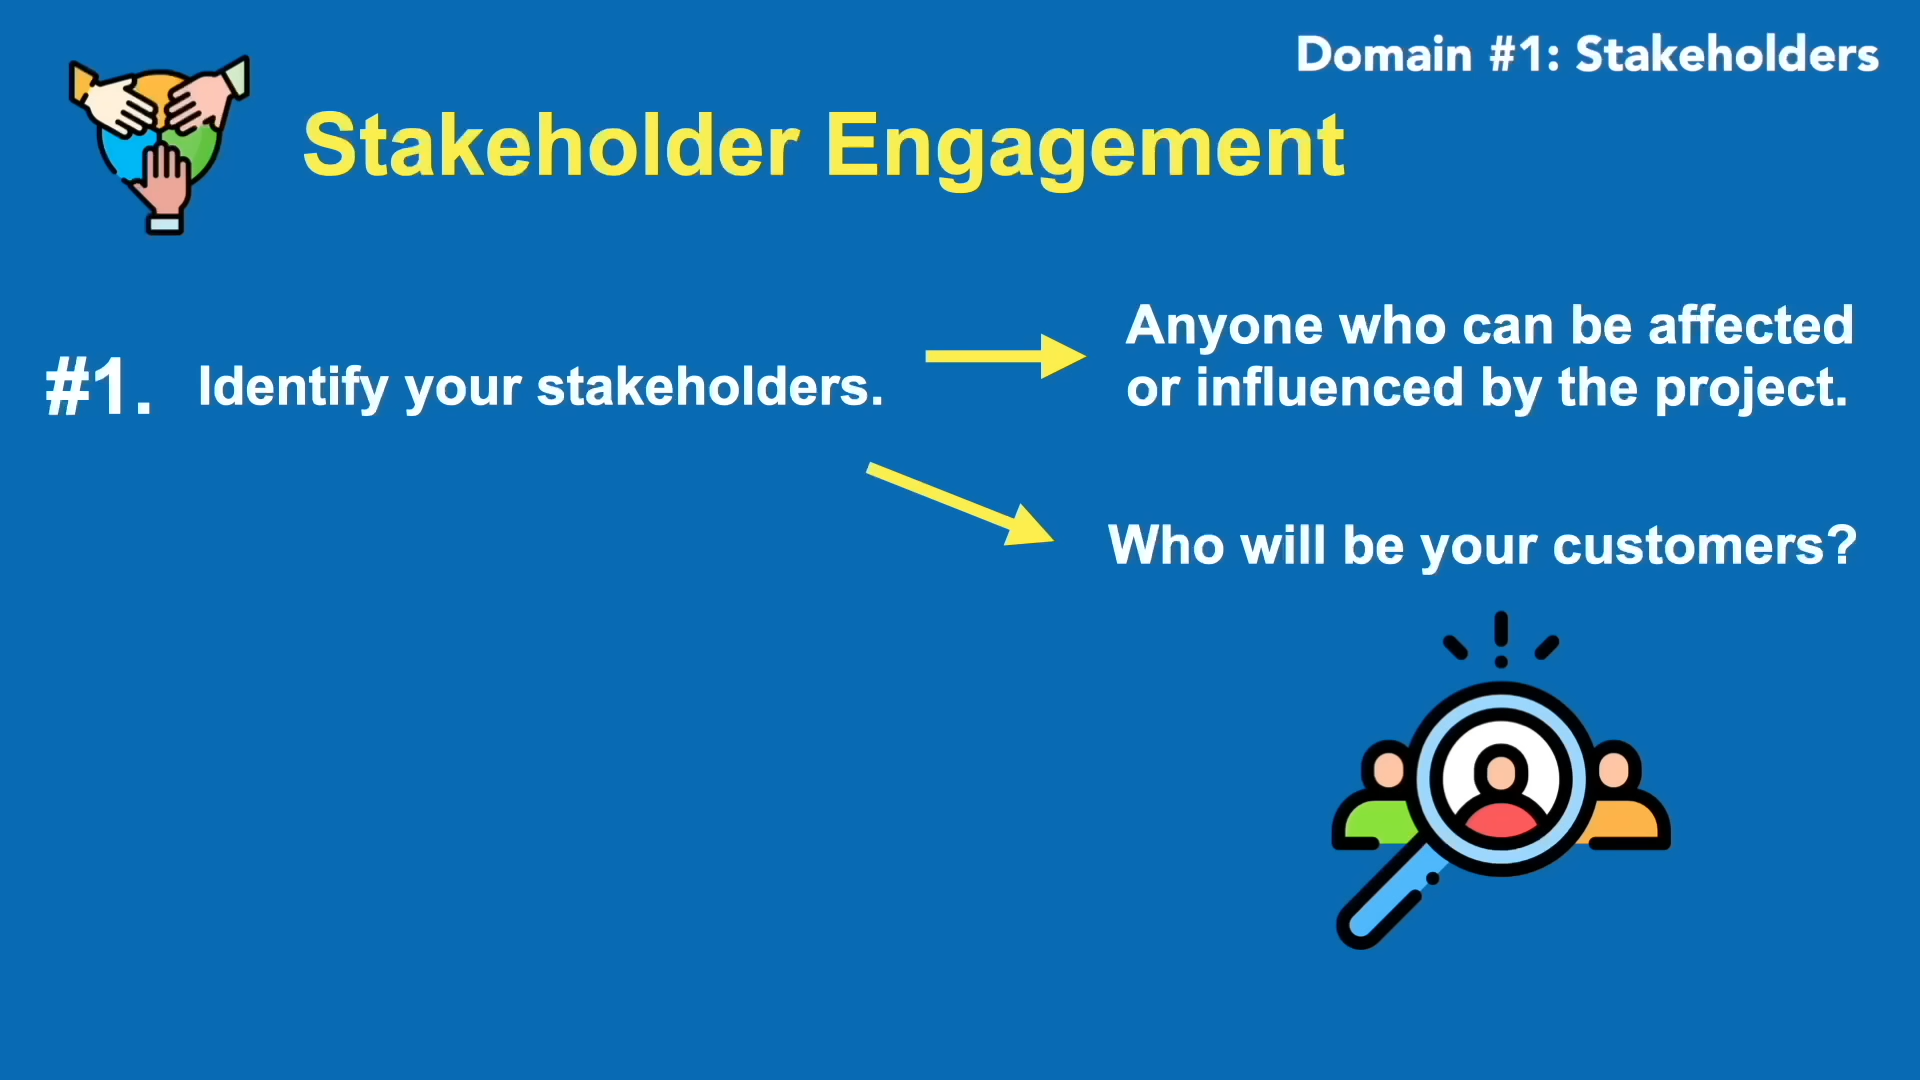 Domain #1: Stakeholders
Stakeholder Engagement
#1. Identify your stakeholders.
Anyone who can be affected
or influenced by the project.
Who will be your customers?